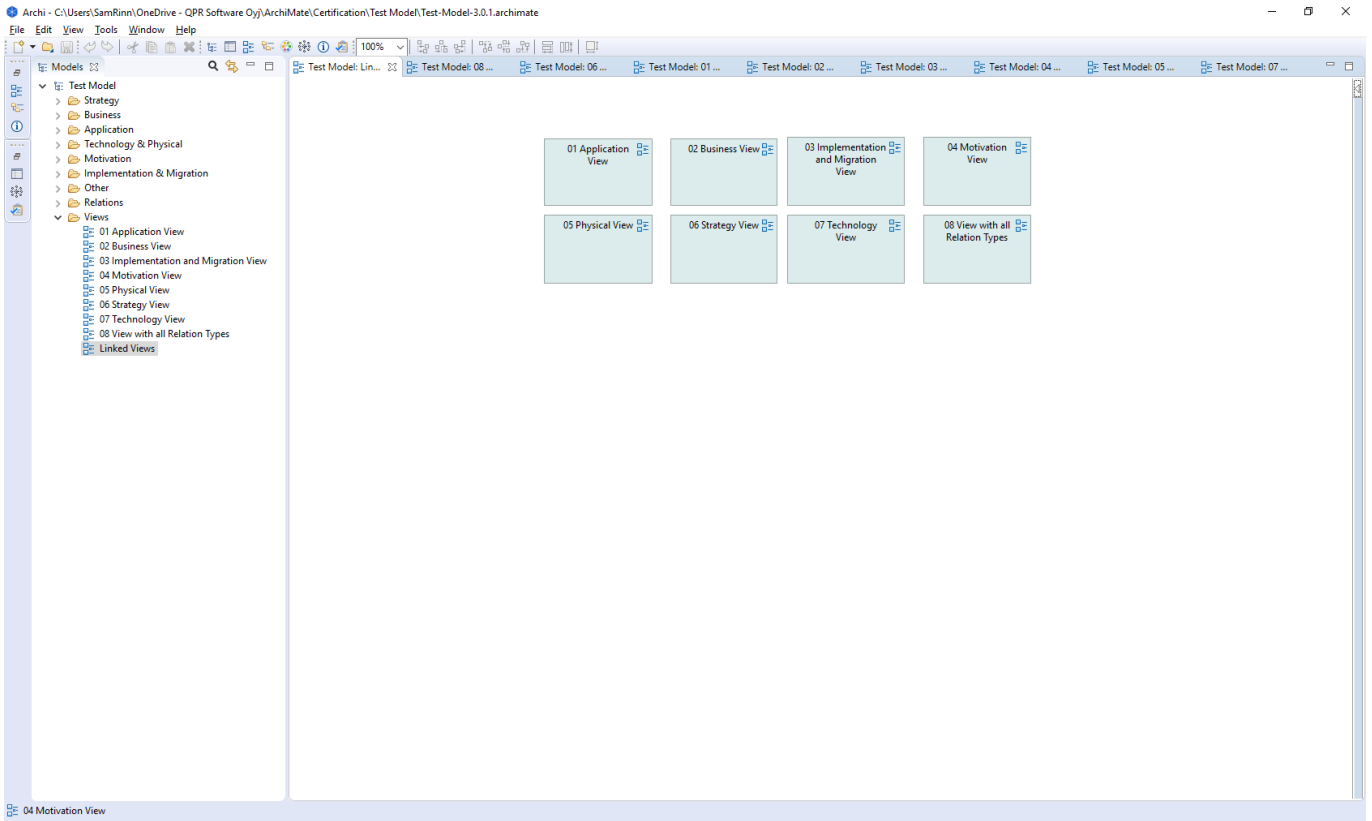 Archi - C:\Users\SamRinn\OneDrive - QPR Software Oyj\ArchiMate\Certification\Test Model\Test-Model-3.0.1.archimate
File Edit View Tools Window Help
100%
Models
Test Model: Lin...
Test Model: 08 ...
Test Model: 06 ...
Test Model: 01 ...
Test Model: 02 ...
Test Model: 03 ...
Test Model: 04 ...
Test Model: 05 ...
Test Model: 07 ...
Test Model
Strategy
Business
Application
Technology & Physical
Motivation
Implementation & Migration
Other
Relations
Views
01 Application View
02 Business View
03 Implementation and Migration View
04 Motivation View
05 Physical View
06 Strategy View
07 Technology View
08 View with all Relation Types
Linked Views
01 Application
View
02 Business View
03 Implementation
and Migration
View
04 Motivation
View
05 Physical View
06 Strategy View
07 Technology
View
08 View with all
Relation Types
04 Motivation View